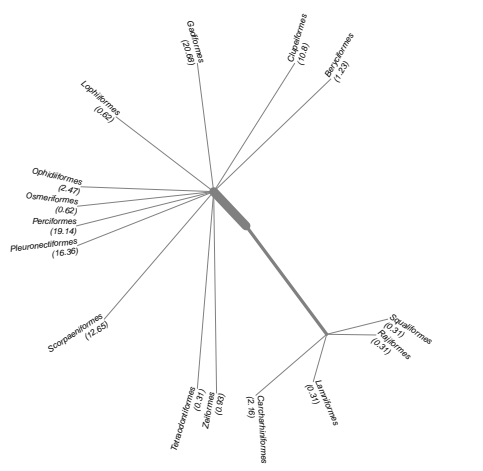 Gadiformes
(20.68)
Clupeiformes
(10.8)
Beryciformes
(1.23)
Lophiiformes
(0.62)
Ophidiiformes
(2.47)
Osmeriformes
(0.62)
Perciformes
(19.14)
Pleuronectiformes
(16.36)
Scorpaeniformes
(12.65)
Tetraodontiformes
(0.31)
Zeiformes
(0.93)
Carcharhiniformes
(2.16)
Lamniformes
(0.31)
Squaliformes
(0.31)
Rajiformes
(0.31)